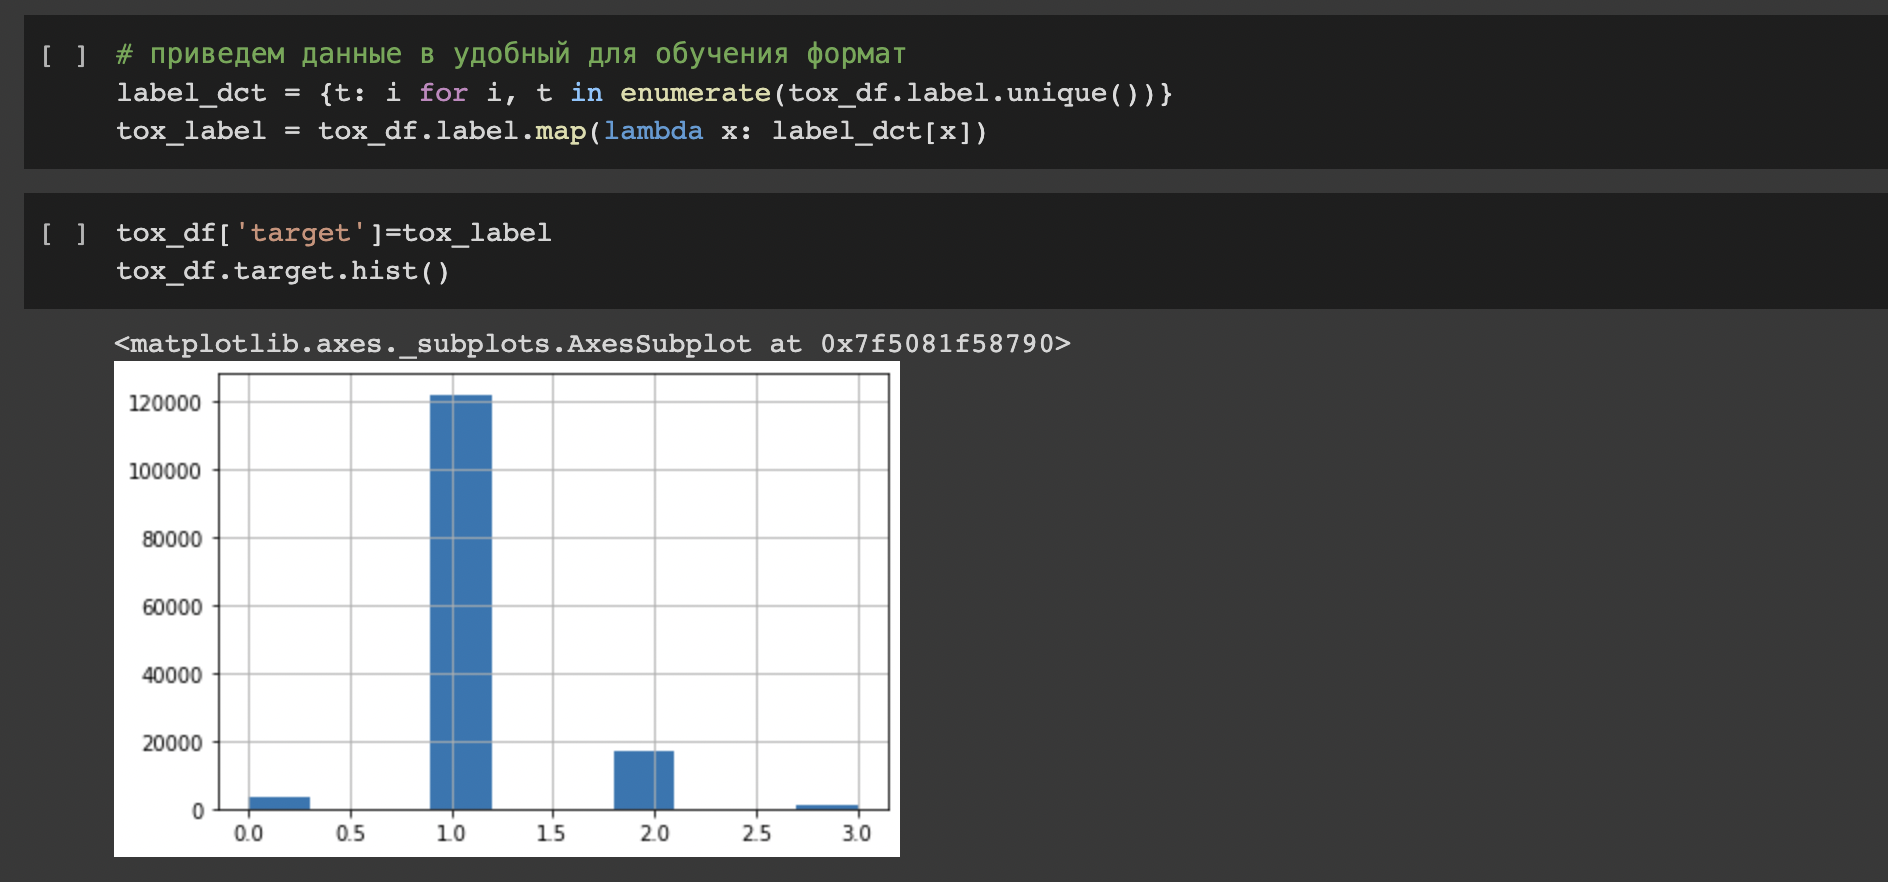 [ ] # приведем данные в удобный для обучения формат
label_dct = {t: i for i, t in enumerate(tox_df.label.unique())}
tox_label = tox_df.label.map(lambda x: label_dct[x])
[ ] tox_df['target']=tox_label
tox_df.target.hist()
<matplotlib.axes._subplots.AxesSubplot at 0x7f5081f58790>
120000
100000
80000
60000
40000
20000
0
0.0 0.5 1.0 1.5 2.0 2.5 3.0